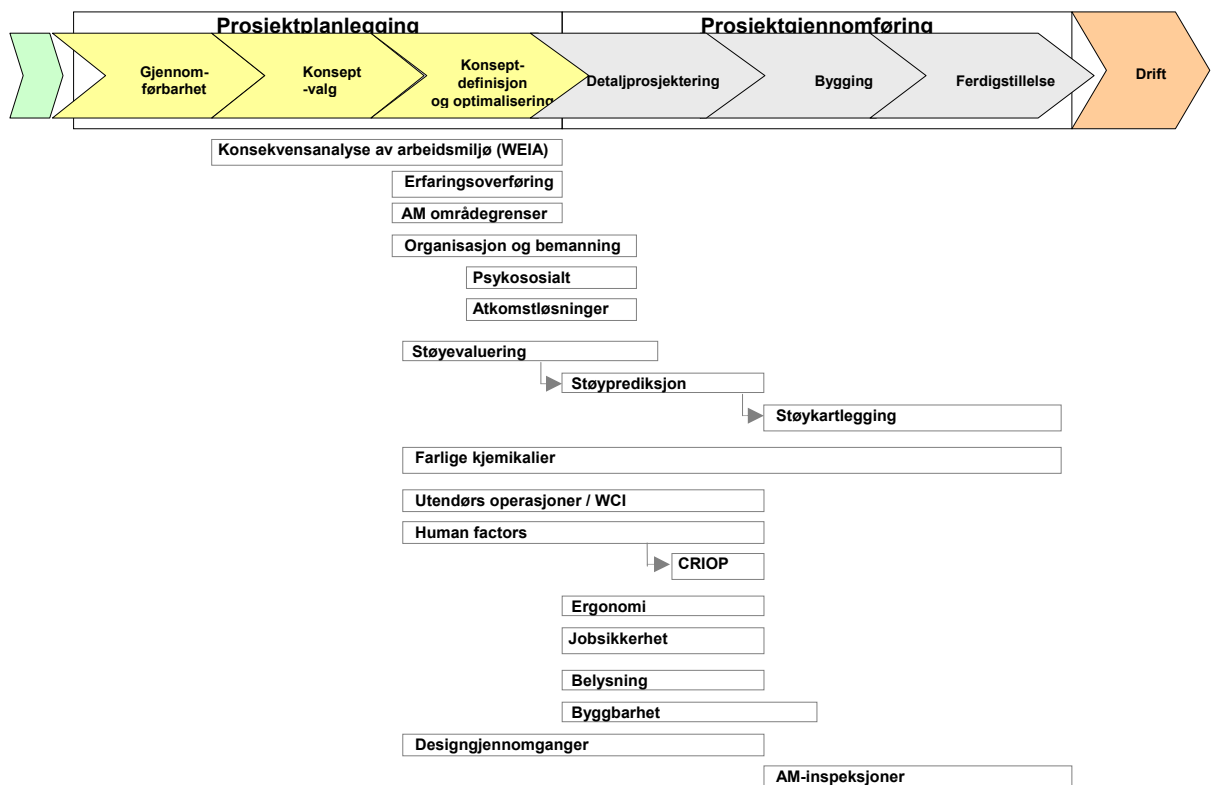 Prosjektplanlegging
Prosjektgjennomføring
Gjennom-
førbarhet
Konsept
-valg
Konsept-
definisjon
og optimalisering
Detaljprosjektering
Bygging
Ferdigstillelse
Drift
Konsekvensanalyse av arbeidsmiljø (WEIA)
Erfaringsoverføring
AM områdegrenser
Organisasjon og bemanning
Psykososialt
Atkomstløsninger
Støyevaluering
Støyprediksjon
Støykartlegging
Farlige kjemikalier
Utendørs operasjoner / WCI
Human factors
CRIOP
Ergonomi
Jobsikkerhet
Belysning
Byggbarhet
Designgjennomganger
AM-inspeksjoner